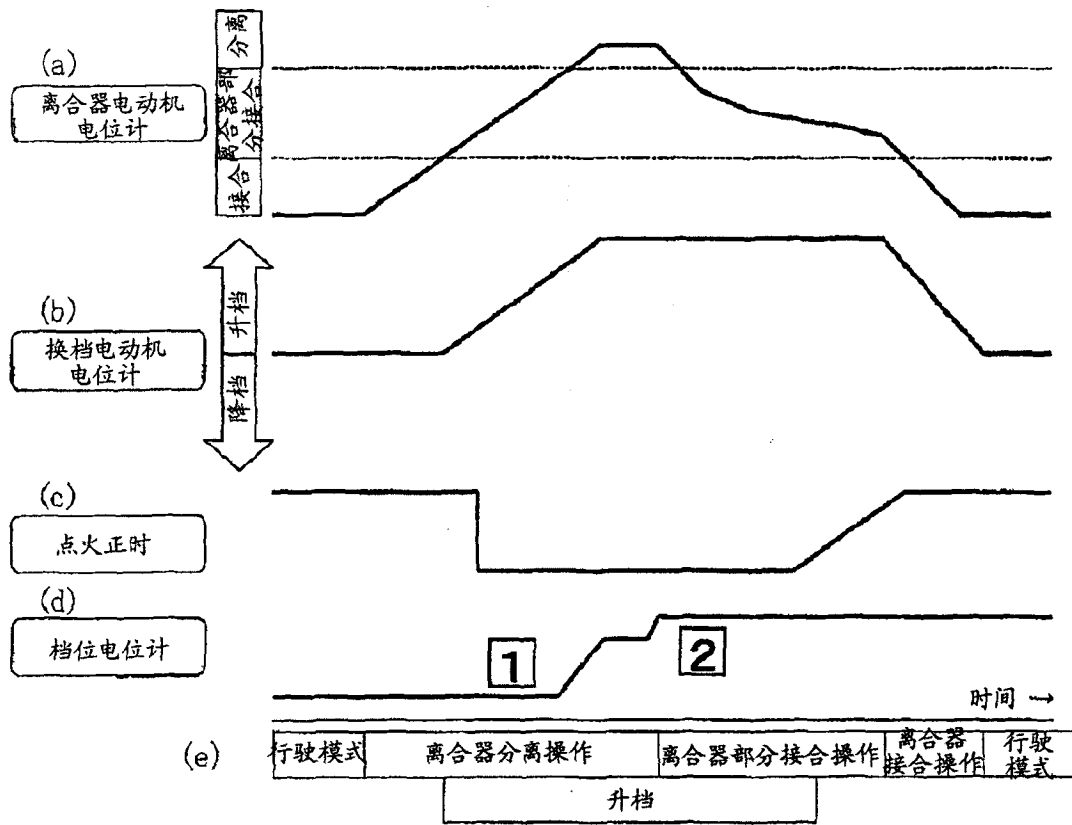 (a)
离合器电动机
电位计
分离
离合器部
分接合
接合
(b)
换档电动机
电位计
升档
降档
(c)
点火正时
(d)
档位电位计
1
2
时间 →
(e)
行驶模式
离合器分离操作
离合器部分接合操作
离合器
接合操作
行驶
模式
升档